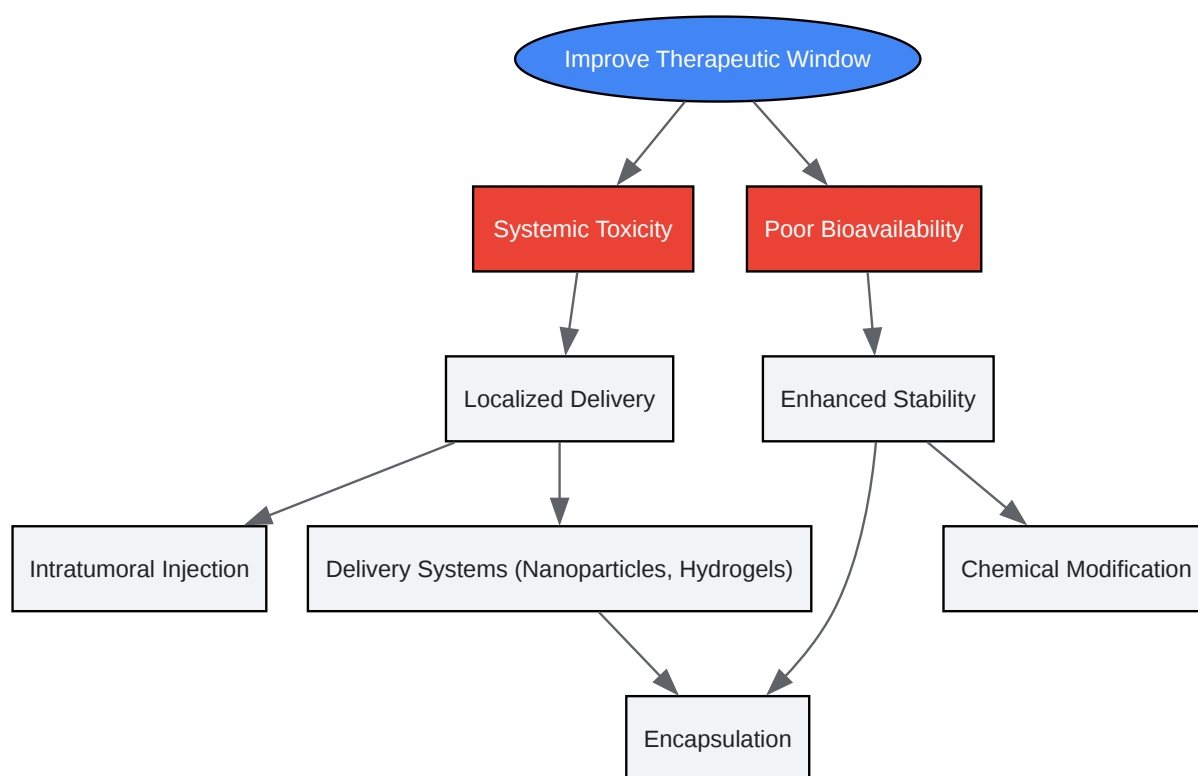 Improve Therapeutic Window
Systemic Toxicity
Poor Bioavailability
Localized Delivery
Enhanced Stability
Intratumoral Injection
Delivery Systems (Nanoparticles, Hydrogels)
Chemical Modification
Encapsulation